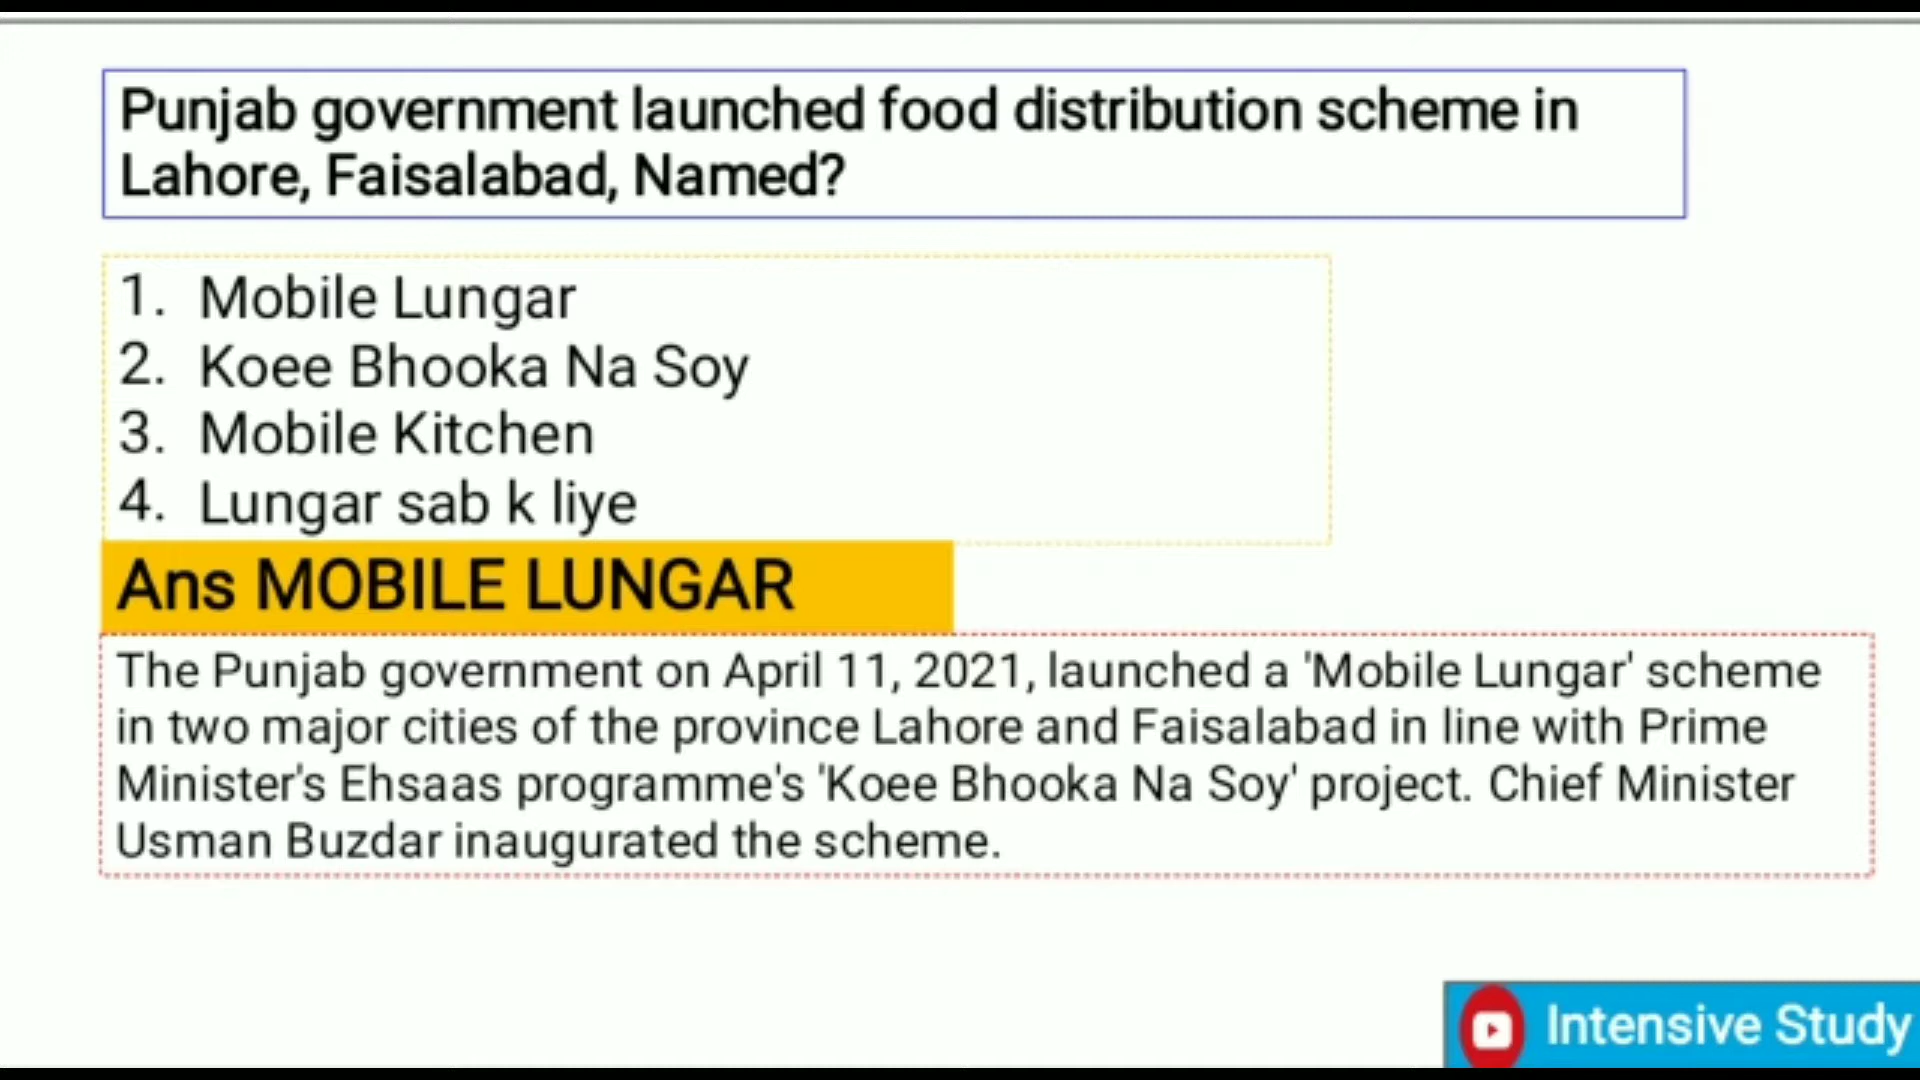 Punjab government launched food distribution scheme in
Lahore, Faisalabad, Named?
1. Mobile Lungar
2. Koee Bhooka Na Soy
3. Mobile Kitchen
4. Lungar sab k liye
Ans MOBILE LUNGAR
The Punjab government on April 11, 2021, launched a 'Mobile Lungar' scheme
in two major cities of the province Lahore and Faisalabad in line with Prime
Minister's Ehsaas programme's 'Koee Bhooka Na Soy' project. Chief Minister
Usman Buzdar inaugurated the scheme.
Intensive Study